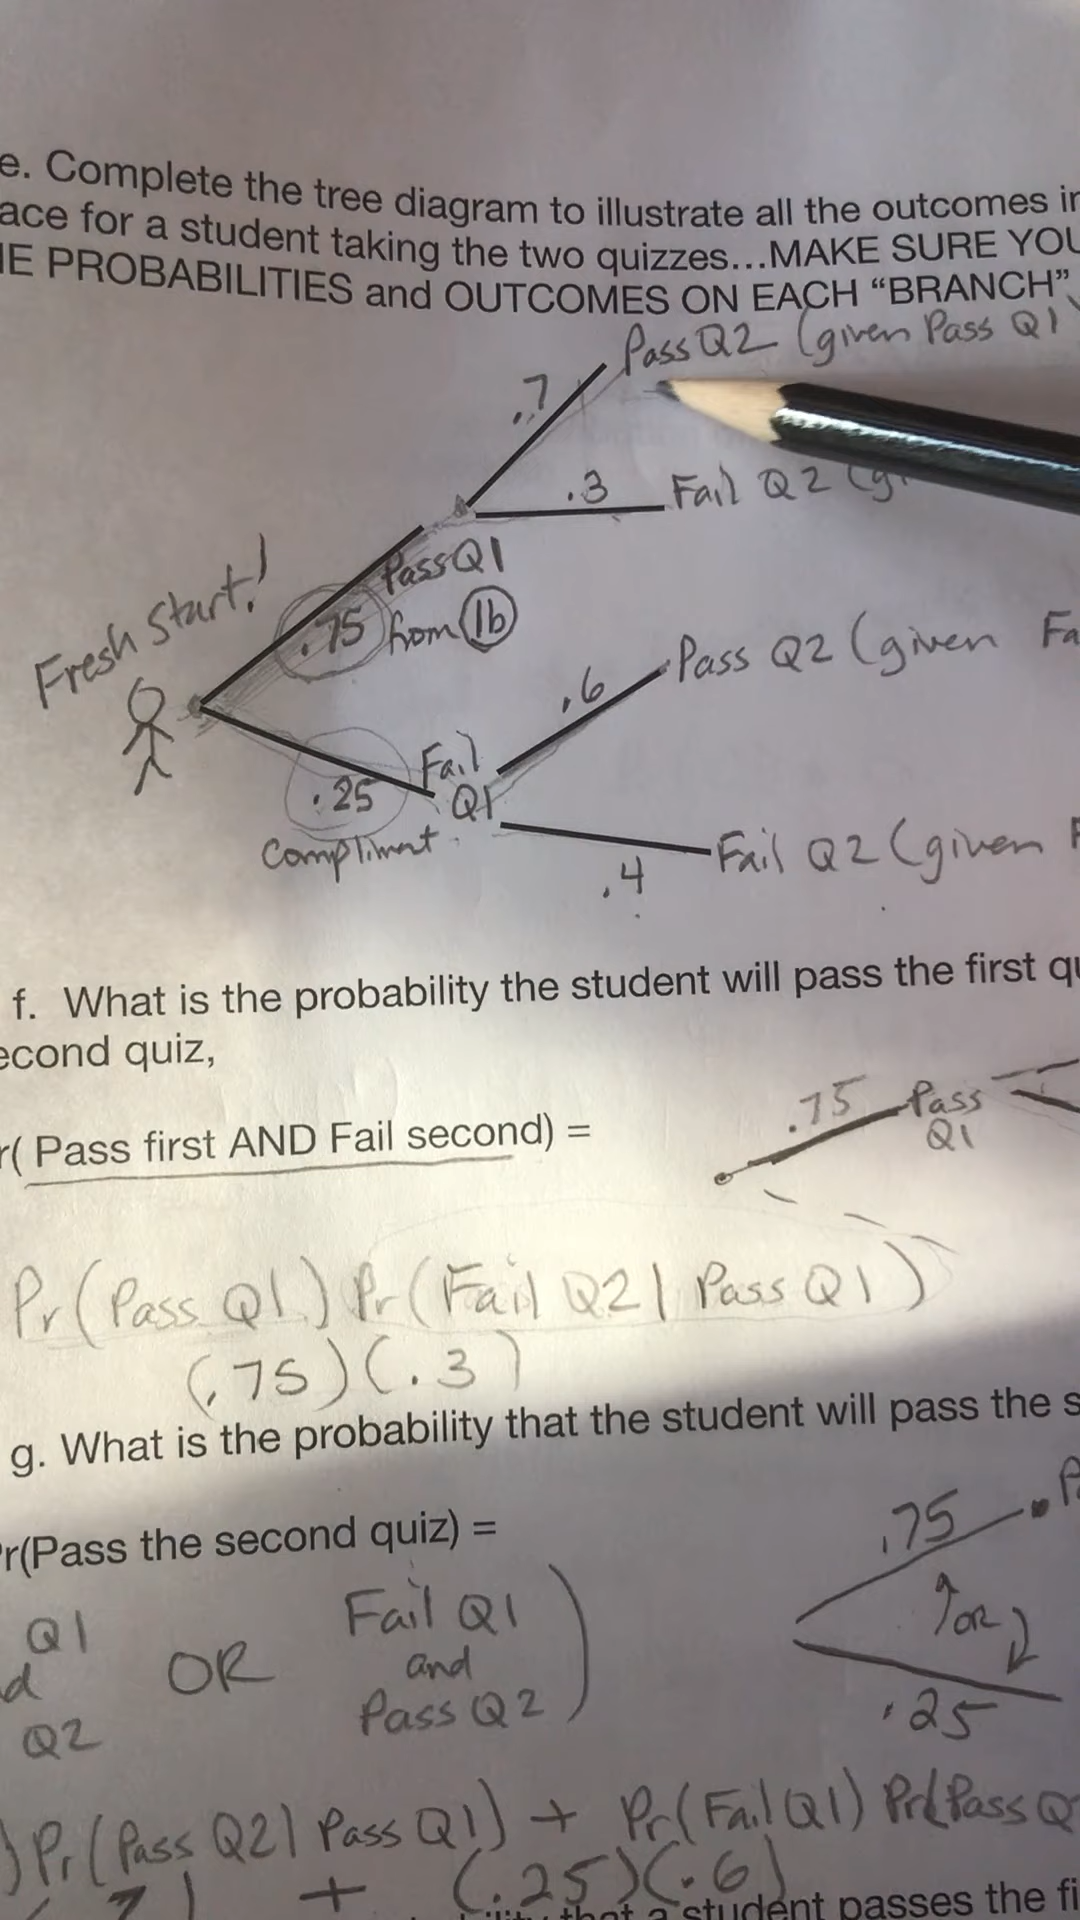 e. Complete the tree diagram to illustrate all the outcomes in
ace for a student taking the two quizzes...MAKE SURE YOU
IE PROBABILITIES and OUTCOMES ON EACH “BRANCH”
Pass Q2 (given Pass Q1)
.7
.3 Fail Q2 (gi
Pass Q1
Fresh Start!
.75 from 1b
.6 Pass Q2 (given Fa
Fail
.25 Q1
Compliment
Fail Q2 (given F
.4
f. What is the probability the student will pass the first qu
econd quiz,
.75 Pass
Q1
r( Pass first AND Fail second) =
Pr(Pass Q1) Pr(Fail Q2 | Pass Q1)
(.75)(.3)
g. What is the probability that the student will pass the s
.75 P
Pr(Pass the second quiz) =
Q1 OR Fail Q1
d and
Q2 Pass Q2)
OR
.25
)Pr(Pass Q2 | Pass Q1) + Pr(Fail Q1) Pr(Pass Q
7) + (.25)(.6)
that a student passes the fi